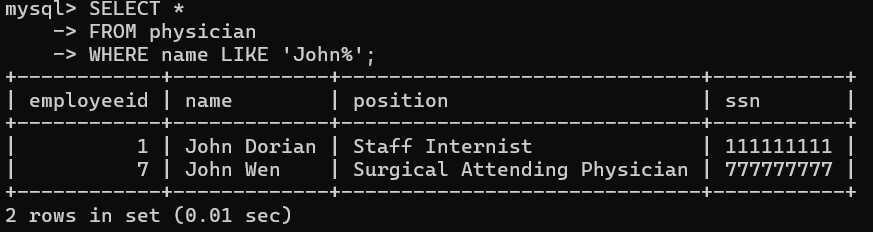 mysql> SELECT *
    -> FROM physician
    -> WHERE name LIKE 'John%';
+------------+-------------+------------------------------+-----------+
| employeeid | name        | position                     | ssn       |
+------------+-------------+------------------------------+-----------+
|          1 | John Dorian | Staff Internist              | 111111111 |
|          7 | John Wen    | Surgical Attending Physician | 777777777 |
+------------+-------------+------------------------------+-----------+
2 rows in set (0.01 sec)